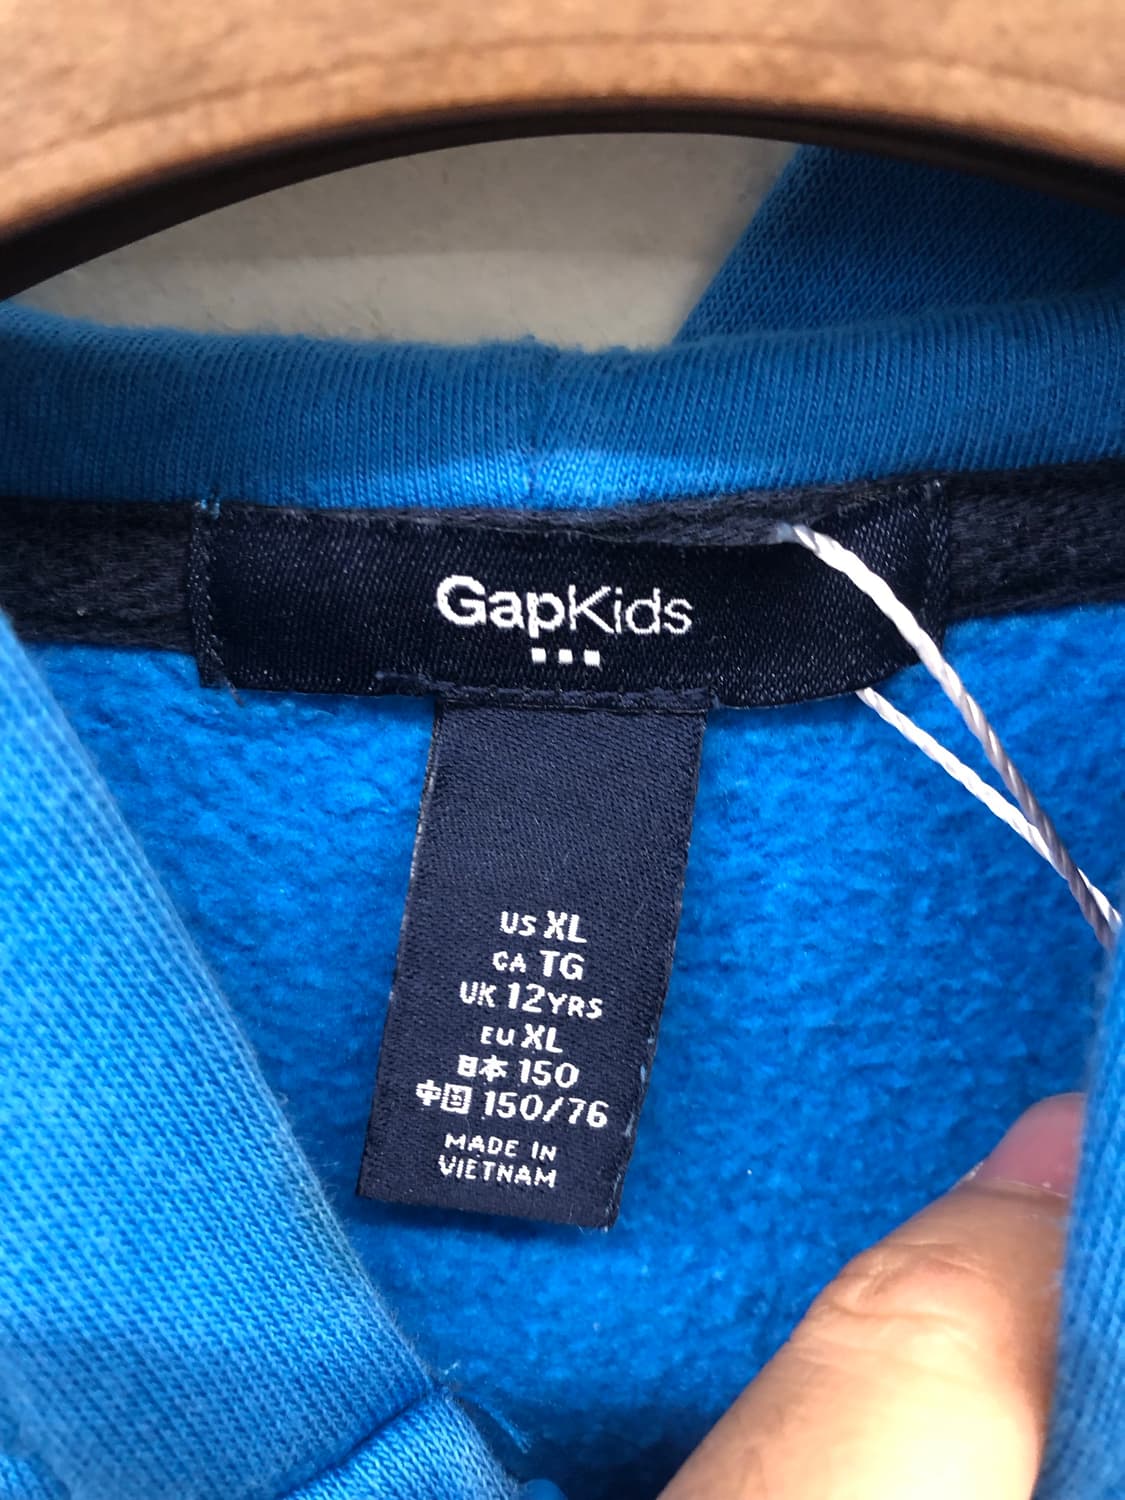 GapKids
US XL
CA TG
UK 12YRS
EU XL
日本 150
中国 150/76
MADE IN
VIETNAM